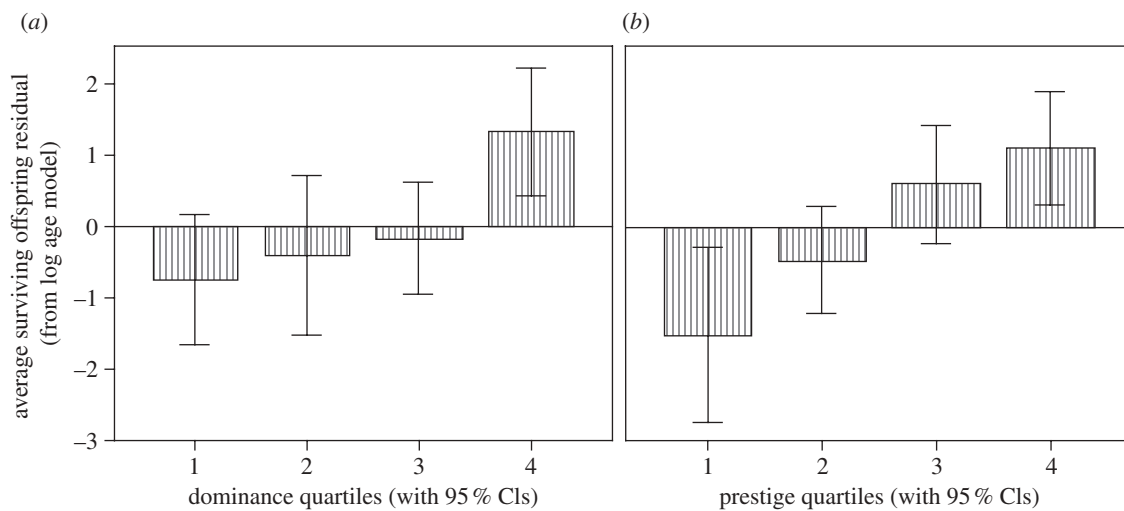 (a)
(b)
average surviving offspring residual
(from log age model)
2
1
0
–1
–2
–3
1 2 3 4
1 2 3 4
dominance quartiles (with 95% CIs)
prestige quartiles (with 95% CIs)